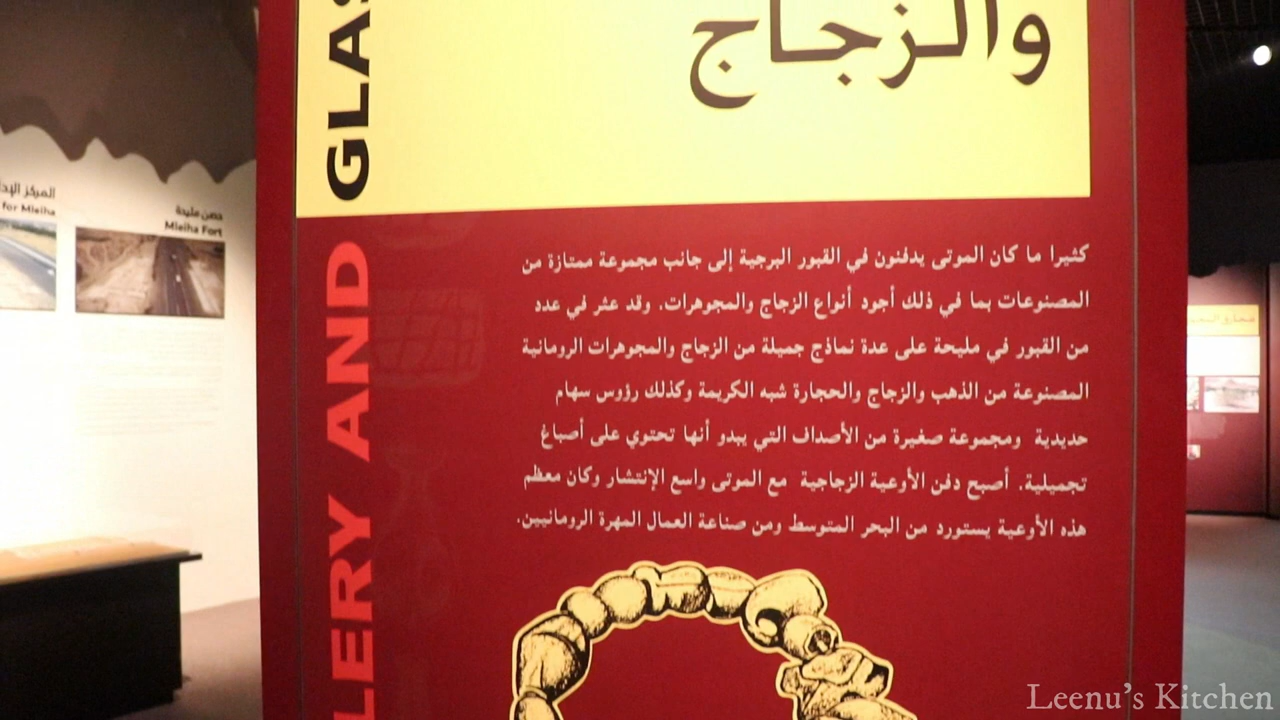 والزجاج
GLAS
LERY AND
كثيرا ما كان الموتى يدفنون في القبور البرجية إلى جانب مجموعة ممتازة من
المصنوعات بما في ذلك أجود أنواع الزجاج والمجوهرات. وقد عثر في عدد
من القبور في مليحة على عدة نماذج جميلة من الزجاج والمجوهرات الرومانية
المصنوعة من الذهب والزجاج والحجارة شبه الكريمة وكذلك رؤوس سهام
حديدية ومجموعة صغيرة من الأصداف التي يبدو أنها تحتوي على أصباغ
تجميلية. أصبح دفن الأوعية الزجاجية مع الموتى واسع الإنتشار وكان معظم
هذه الأوعية يستورد من البحر المتوسط ومن صناعة العمال المهرة الرومانيين.
المركز الإد
for Mleiha
حصن مليحة
Mleiha Fort
Leenu's Kitchen